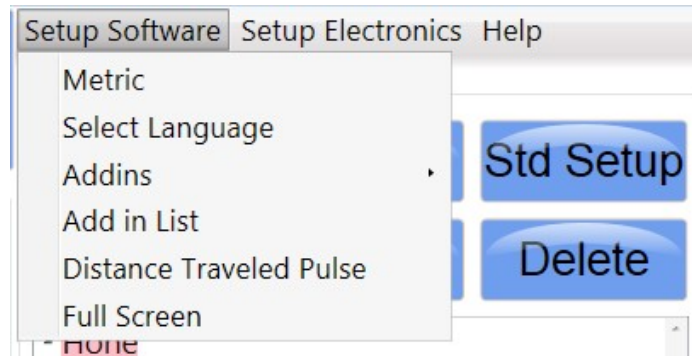 Setup Software Setup Electronics Help
Metric
Select Language
Addins
Std Setup
Add in List
Distance Traveled Pulse
Delete
Full Screen